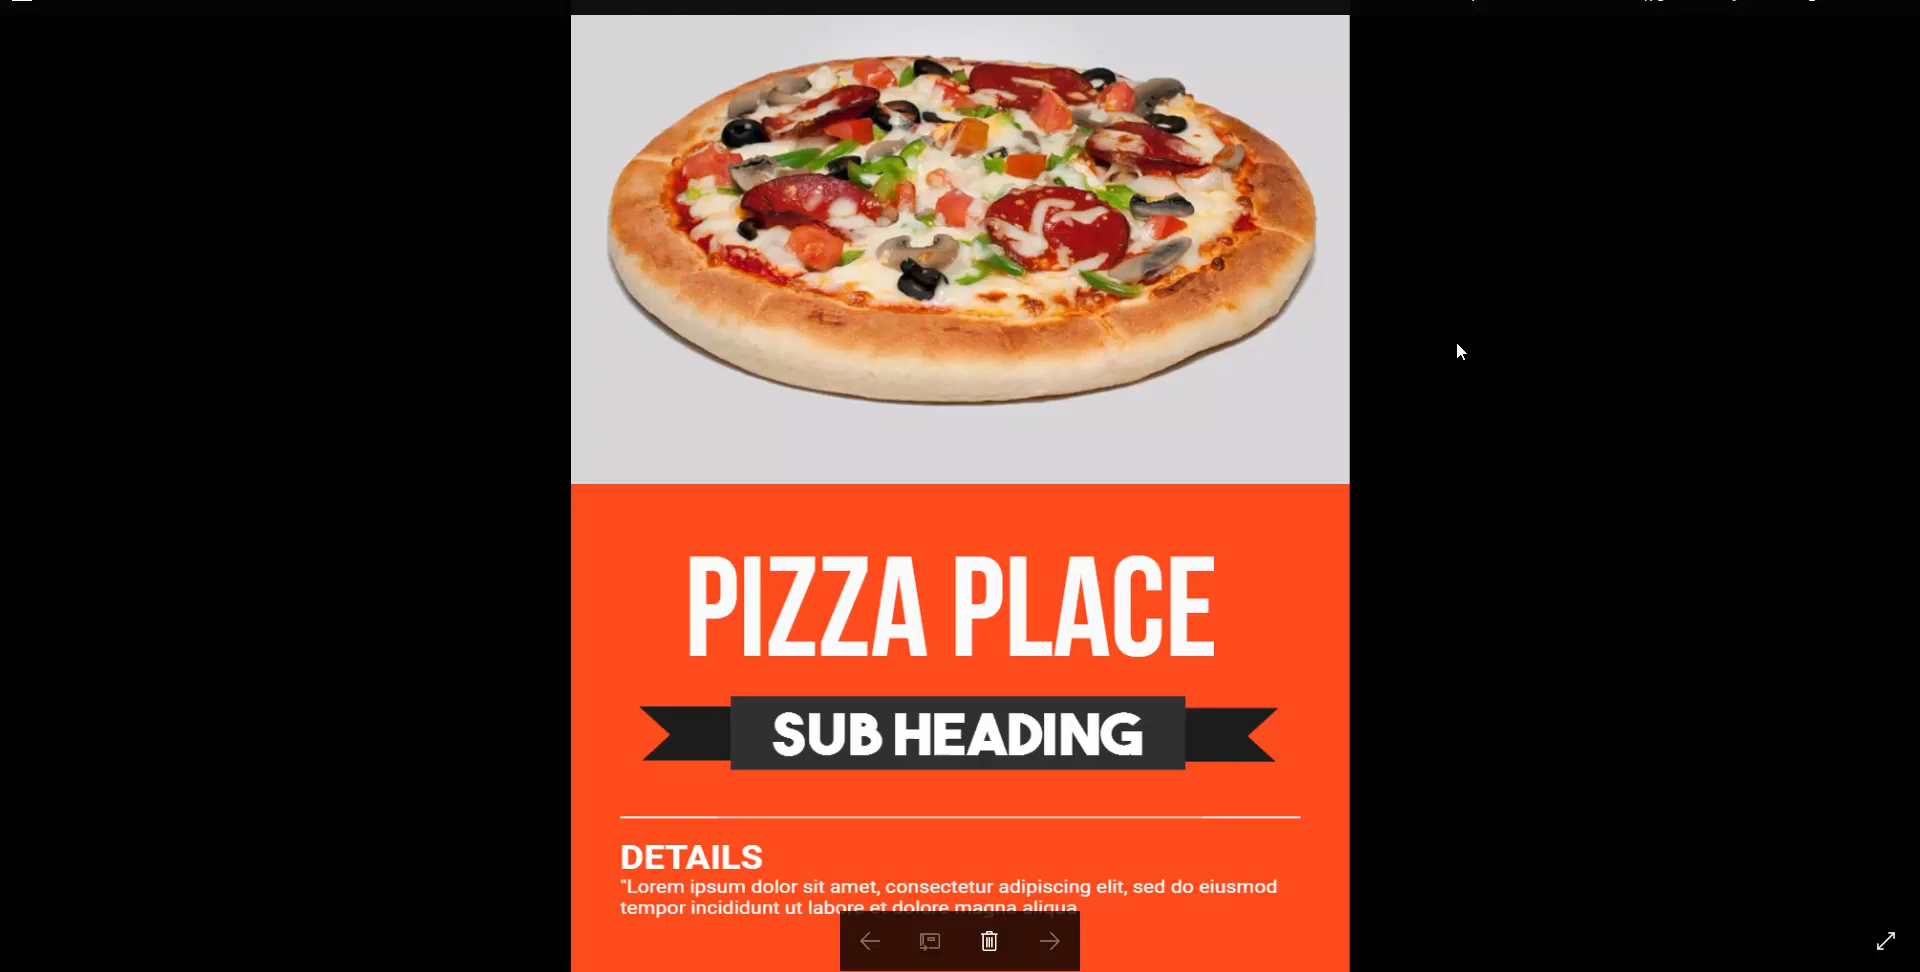 PIZZA PLACE
SUB HEADING
DETAILS
"Lorem ipsum dolor sit amet, consectetur adipiscing elit, sed do eiusmod
tempor incididunt ut labore et dolore magna aliqua